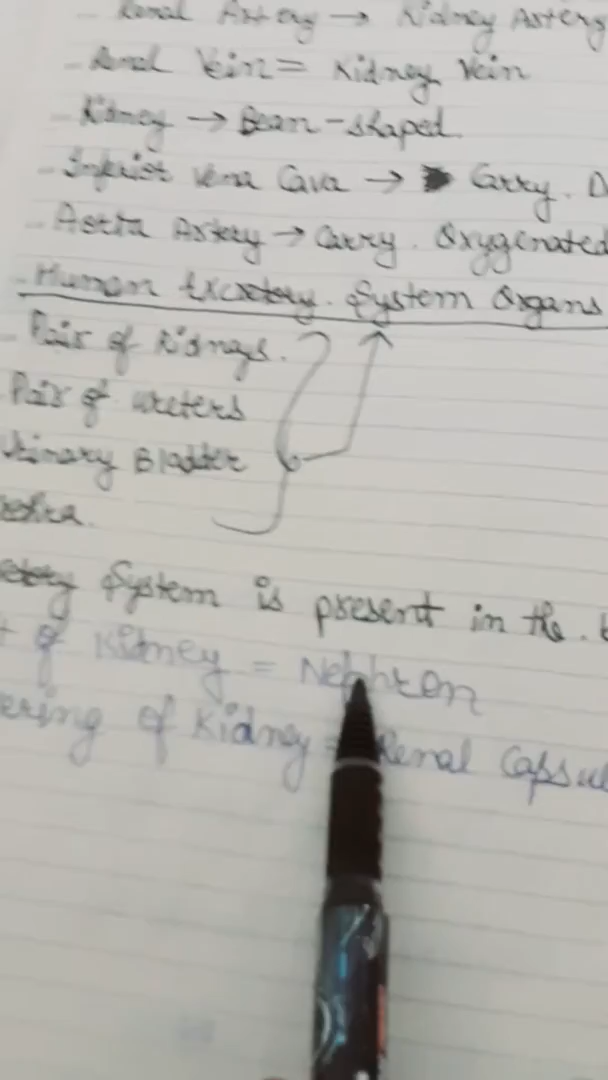 - Renal Artery → Kidney Artery
- Renal Vein = Kidney Vein
- Kidney → Bean-shaped
- Inferior Vena Cava → Carry. D
- Aorta Artery → Carry. Oxygenated
- Human Excretory. System Organs
- Pair of Kidneys.
Pair of Ureters
Urinary Bladder
System is present in the.
of Kidney = Nephron
ering of Kidney = Renal Capsul